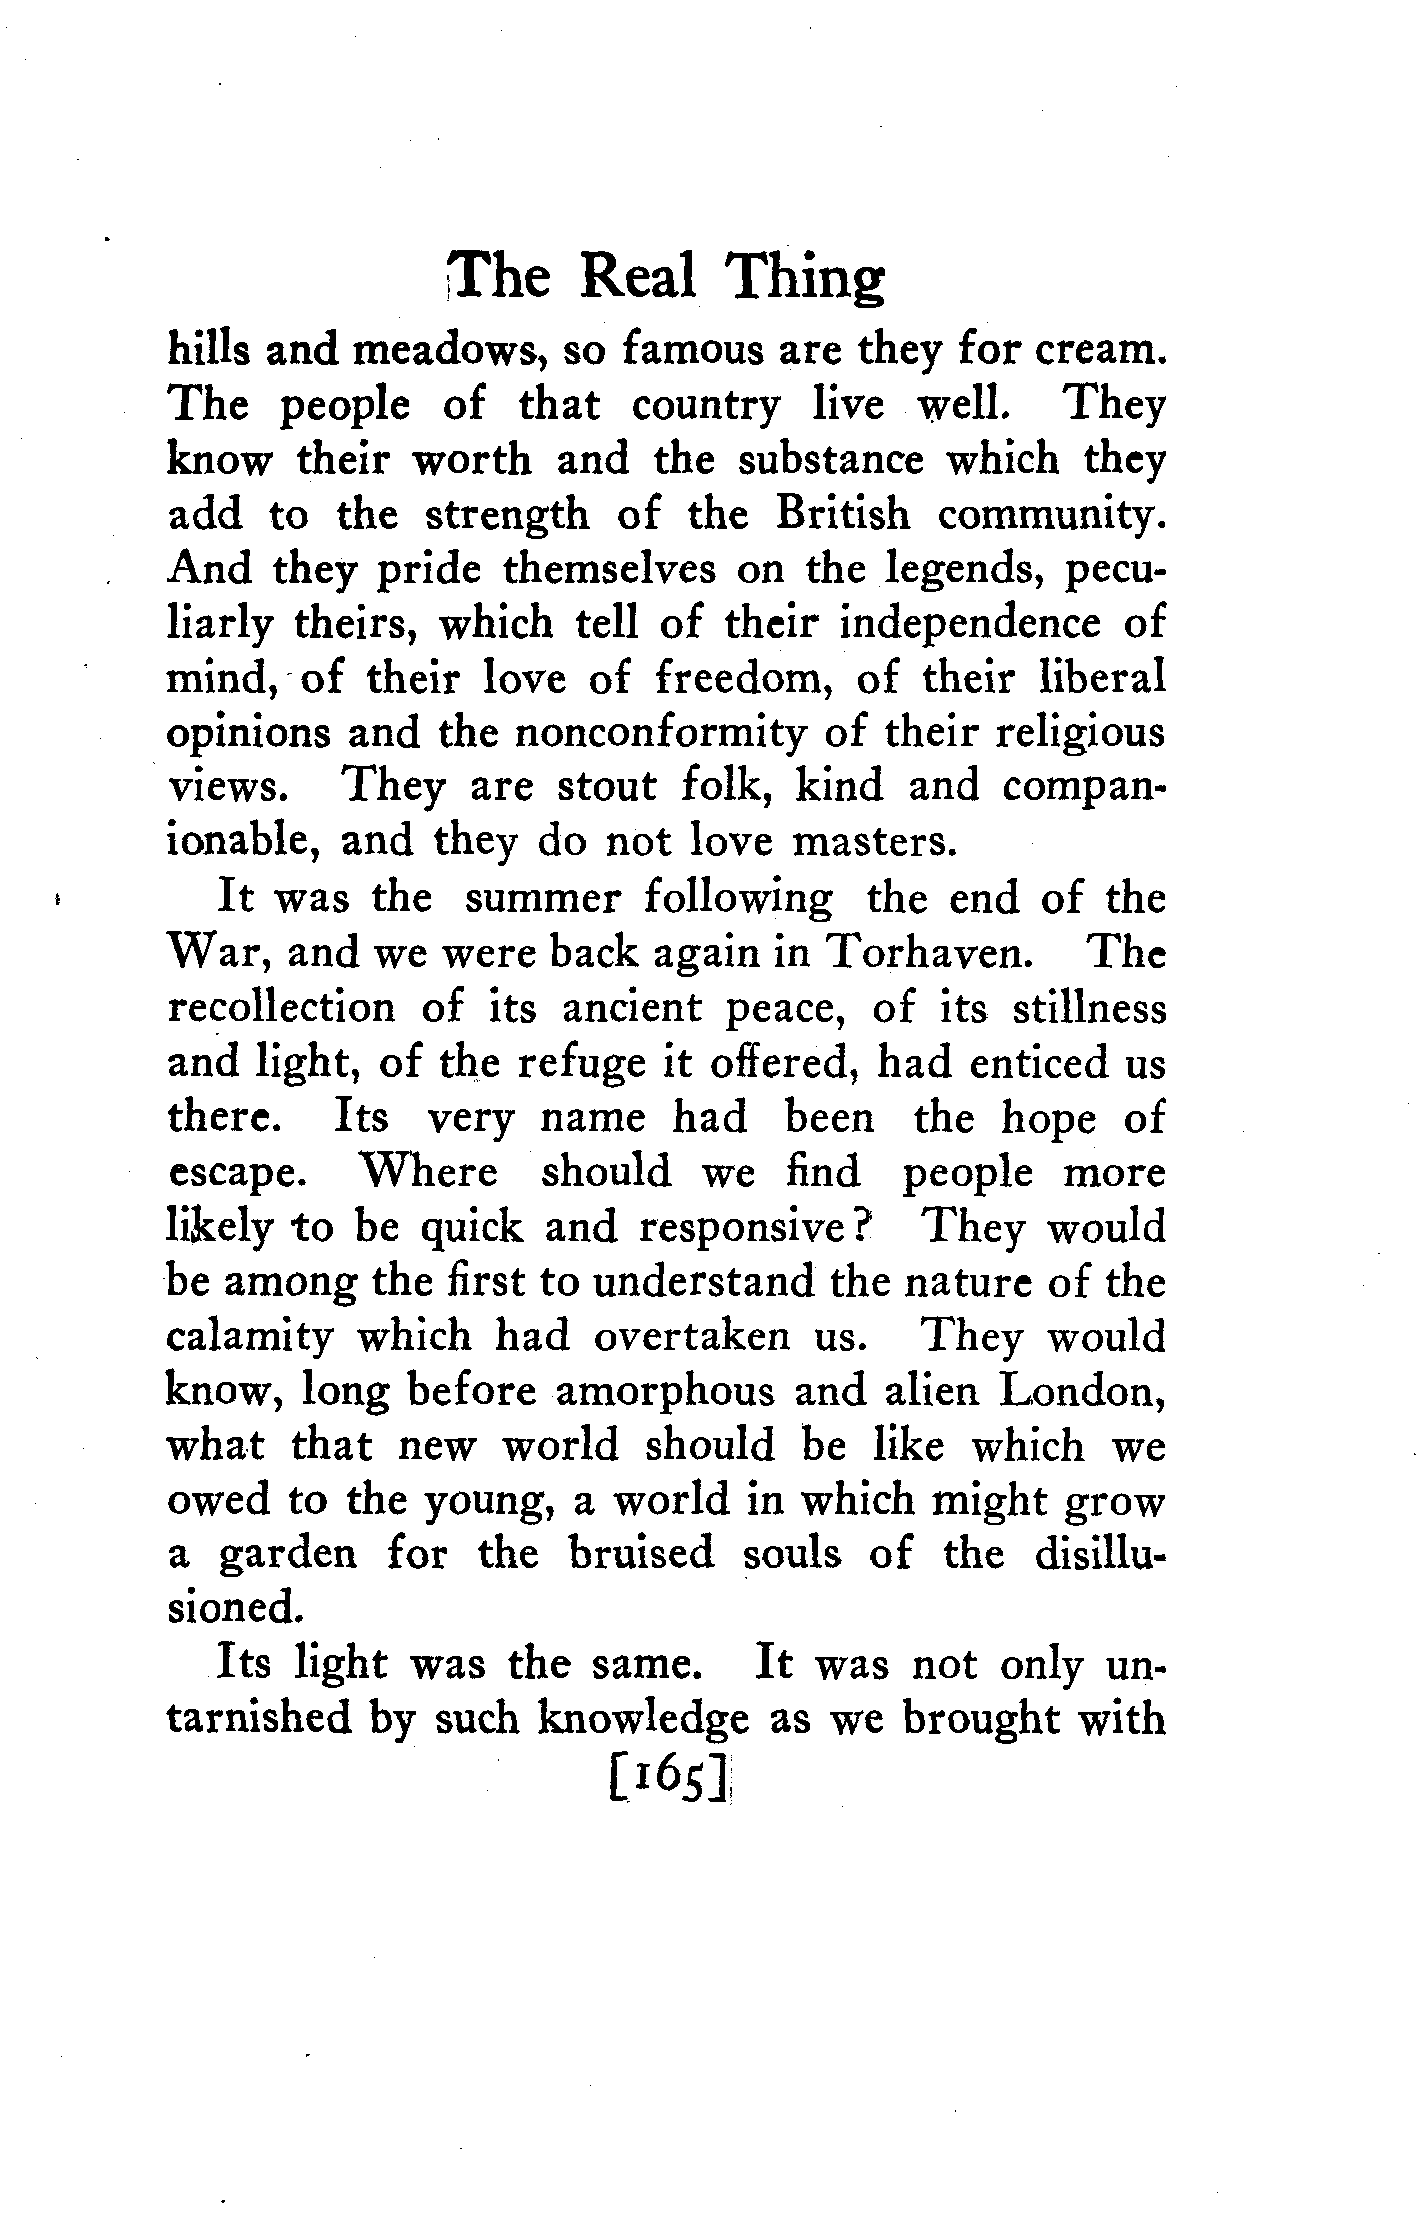 The Real Thing
hills and meadows, so famous are they for cream.
The people of that country live well. They
know their worth and the substance which they
add to the strength of the British community.
And they pride themselves on the legends, pecu-
liarly theirs, which tell of their independence of
mind, of their love of freedom, of their liberal
opinions and the nonconformity of their religious
views. They are stout folk, kind and compan-
ionable, and they do not love masters.
It was the summer following the end of the
War, and we were back again in Torhaven. The
recollection of its ancient peace, of its stillness
and light, of the refuge it offered, had enticed us
there. Its very name had been the hope of
escape. Where should we find people more
likely to be quick and responsive? They would
be among the first to understand the nature of the
calamity which had overtaken us. They would
know, long before amorphous and alien London,
what that new world should be like which we
owed to the young, a world in which might grow
a garden for the bruised souls of the disillu-
sioned.
Its light was the same. It was not only un-
tarnished by such knowledge as we brought with
[165]